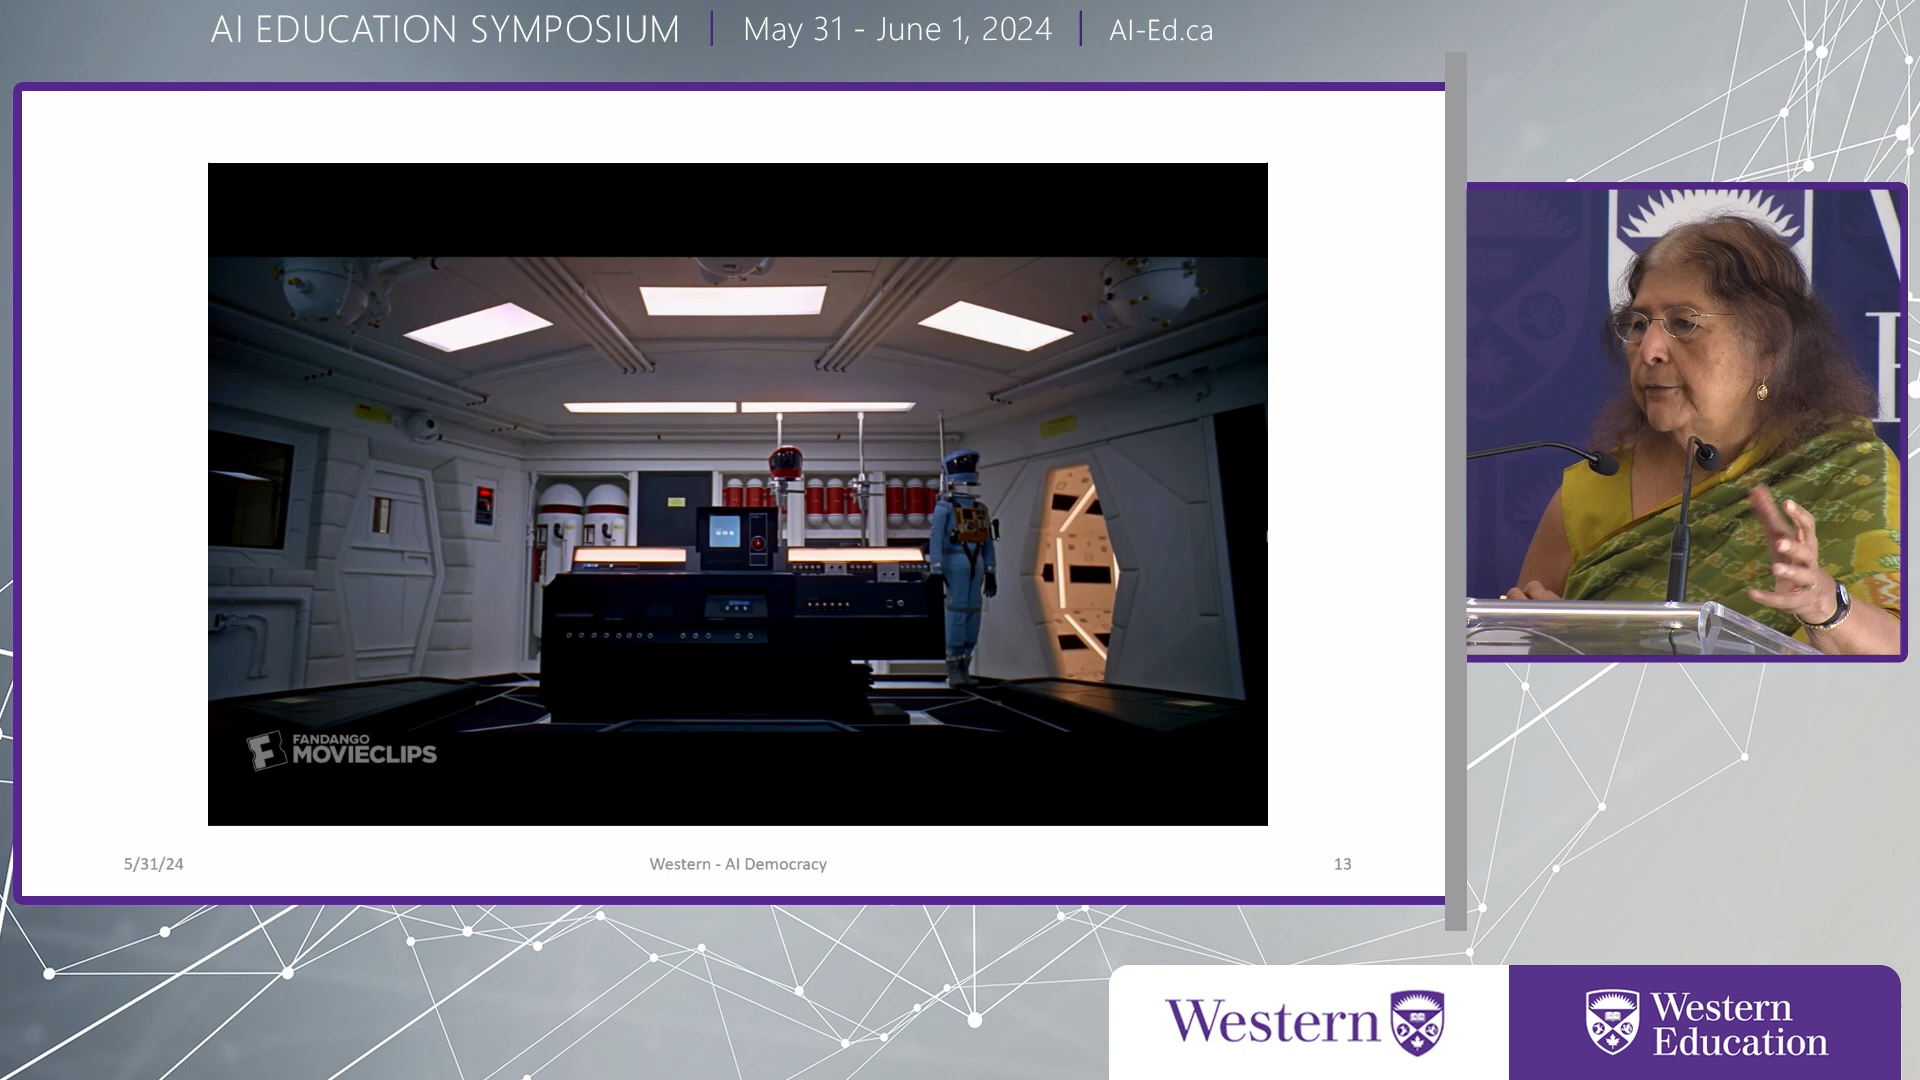 AI EDUCATION SYMPOSIUM | May 31 - June 1, 2024 | AI-Ed.ca
FANDANGO
MOVIECLIPS
5/31/24
Western - AI Democracy
13
Western
Western
Education